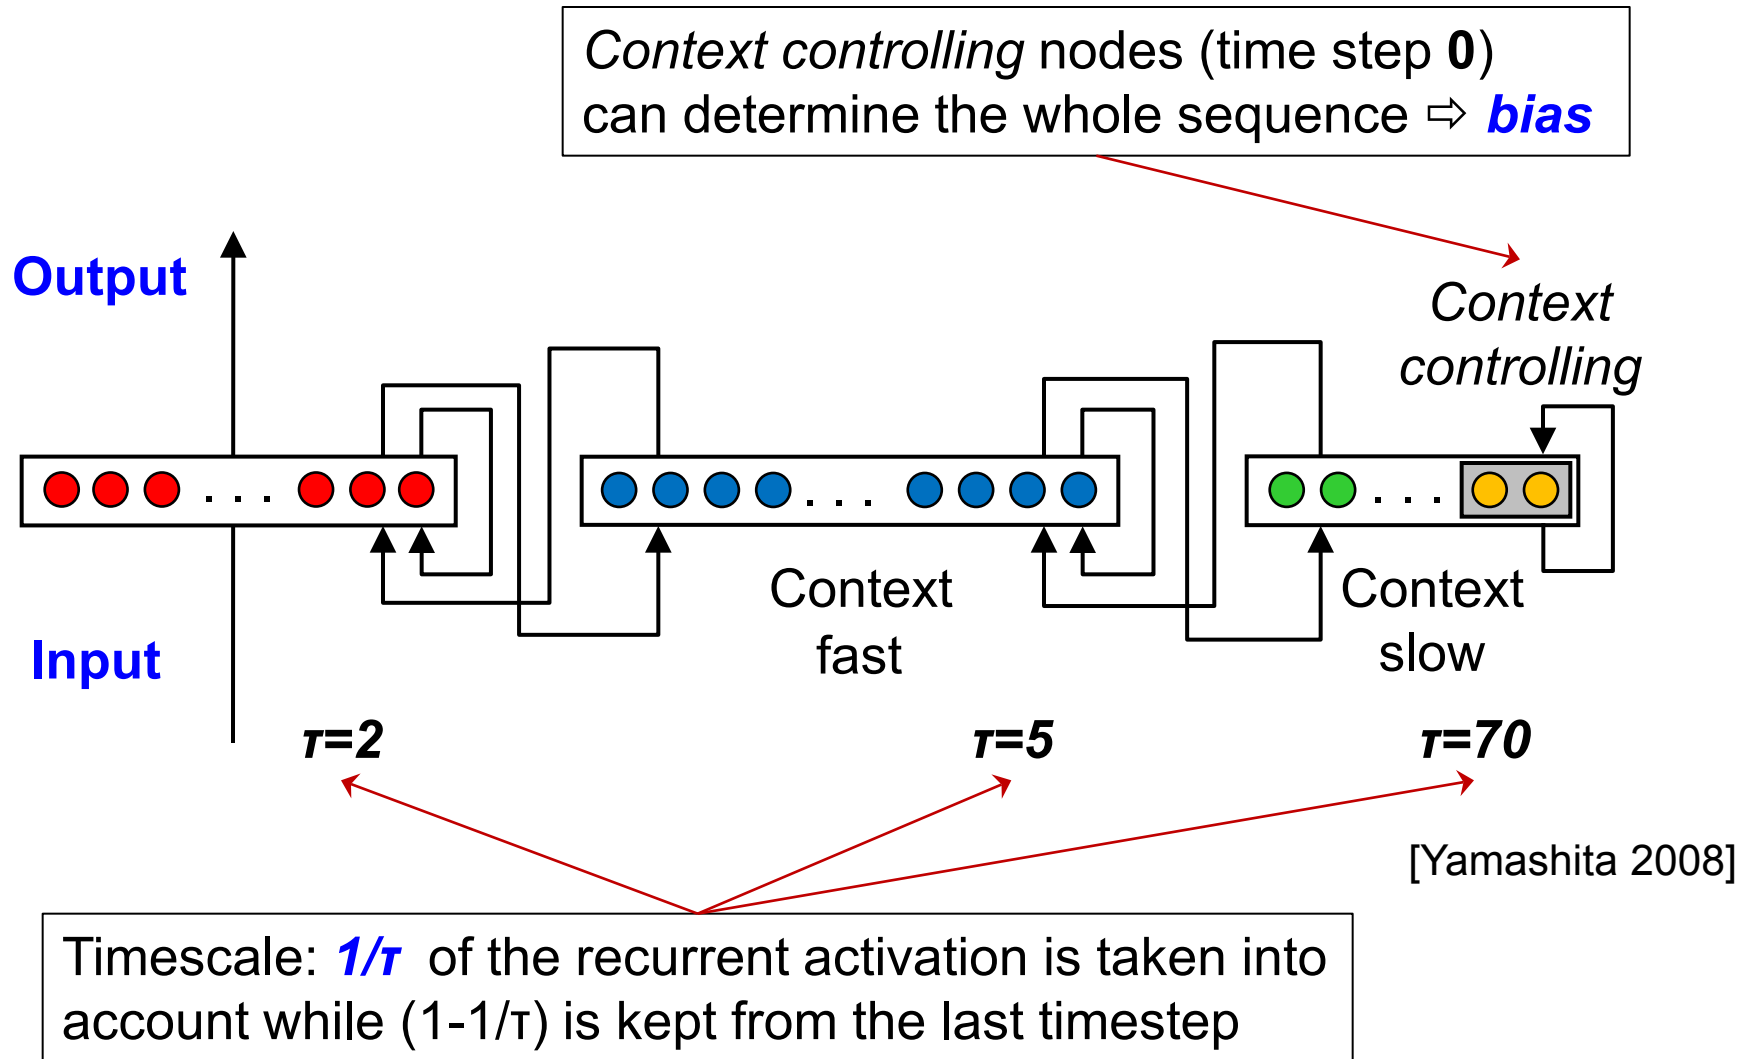 Context controlling nodes (time step 0)
can determine the whole sequence ⇨ bias
Output
Context
controlling
. . .
. . .
. . .
Context
fast
Context
slow
Input
τ=2
τ=5
τ=70
[Yamashita 2008]
Timescale: 1/τ of the recurrent activation is taken into
account while (1-1/τ) is kept from the last timestep